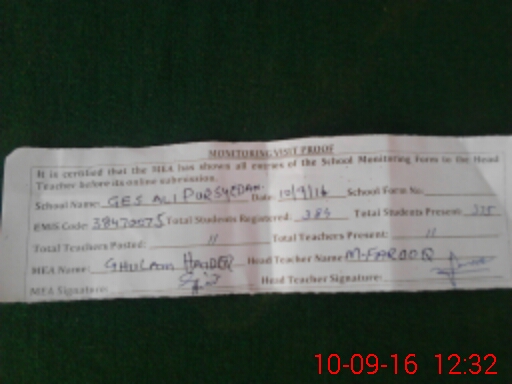 MONITORING VISIT PROOF
It is certified that the MEA has shown all entries of the School Monitoring Form to the Head
Teacher before its online submission.
School Name: GES ALI PUR SYEDAN Date: 10/9/16 School Form No:
EMIS Code: 38470575 Total Students Registered: 385 Total Students Present: 335
Total Teachers Posted: 11 Total Teachers Present: 11
MEA Name: GHULAM HAIDER Head Teacher Name M-FAROOQ
MEA Signature: Head Teacher Signature:
10-09-16 12:32